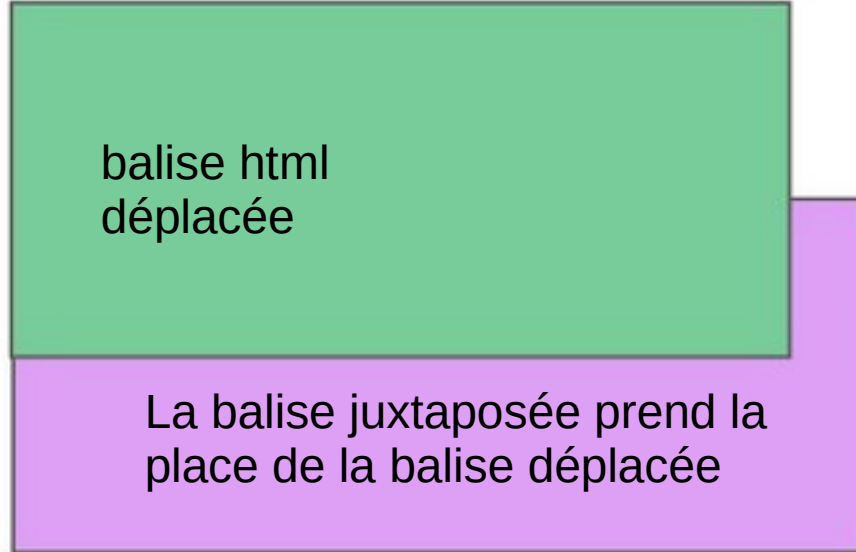 balise html
déplacée
La balise juxtaposée prend la
place de la balise déplacée